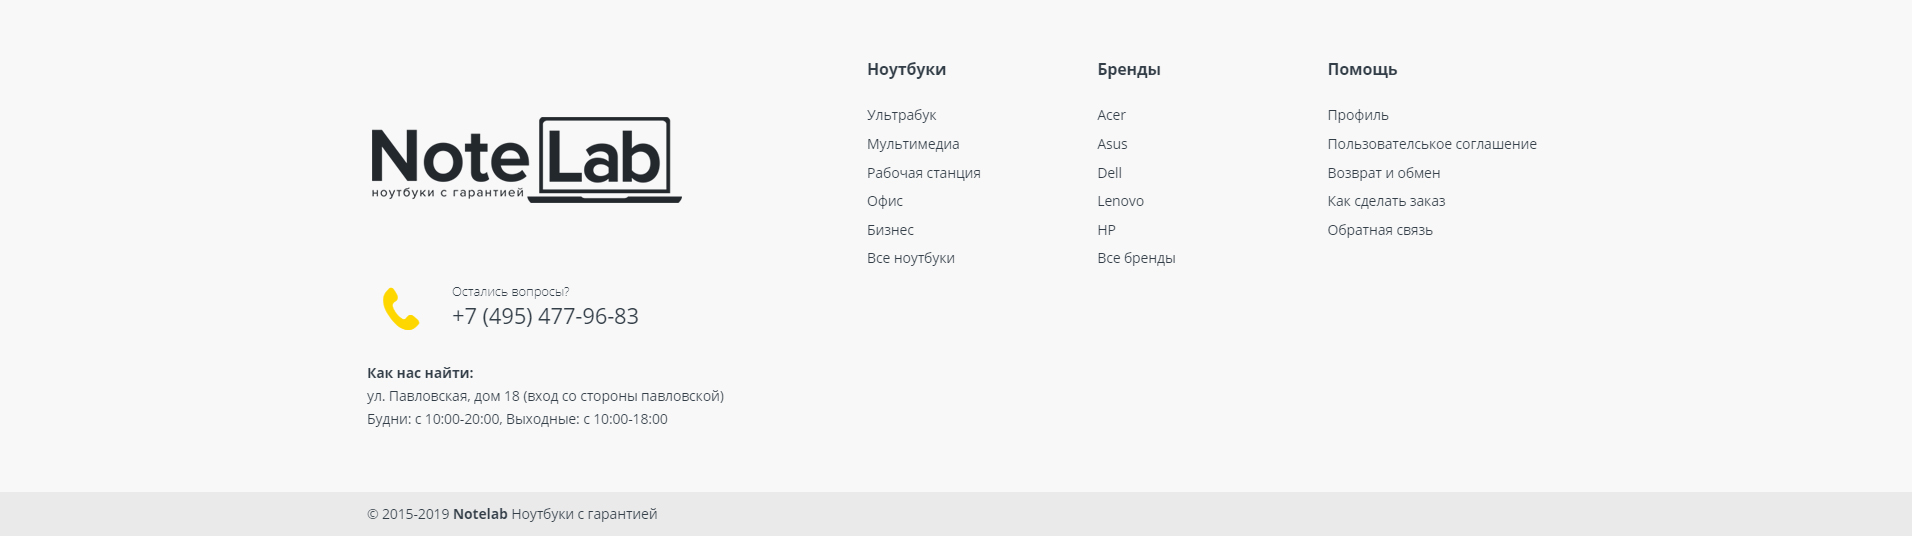 Note Lab
ноутбуки с гарантией
Остались вопросы?
+7 (495) 477-96-83
Как нас найти:
ул. Павловская, дом 18 (вход со стороны павловской)
Будни: с 10:00-20:00, Выходные: с 10:00-18:00
Ноутбуки
Ультрабук
Мультимедиа
Рабочая станция
Офис
Бизнес
Все ноутбуки
Бренды
Acer
Asus
Dell
Lenovo
HP
Все бренды
Помощь
Профиль
Пользователськое соглашение
Возврат и обмен
Как сделать заказ
Обратная связь
© 2015-2019 Notelab Ноутбуки с гарантией